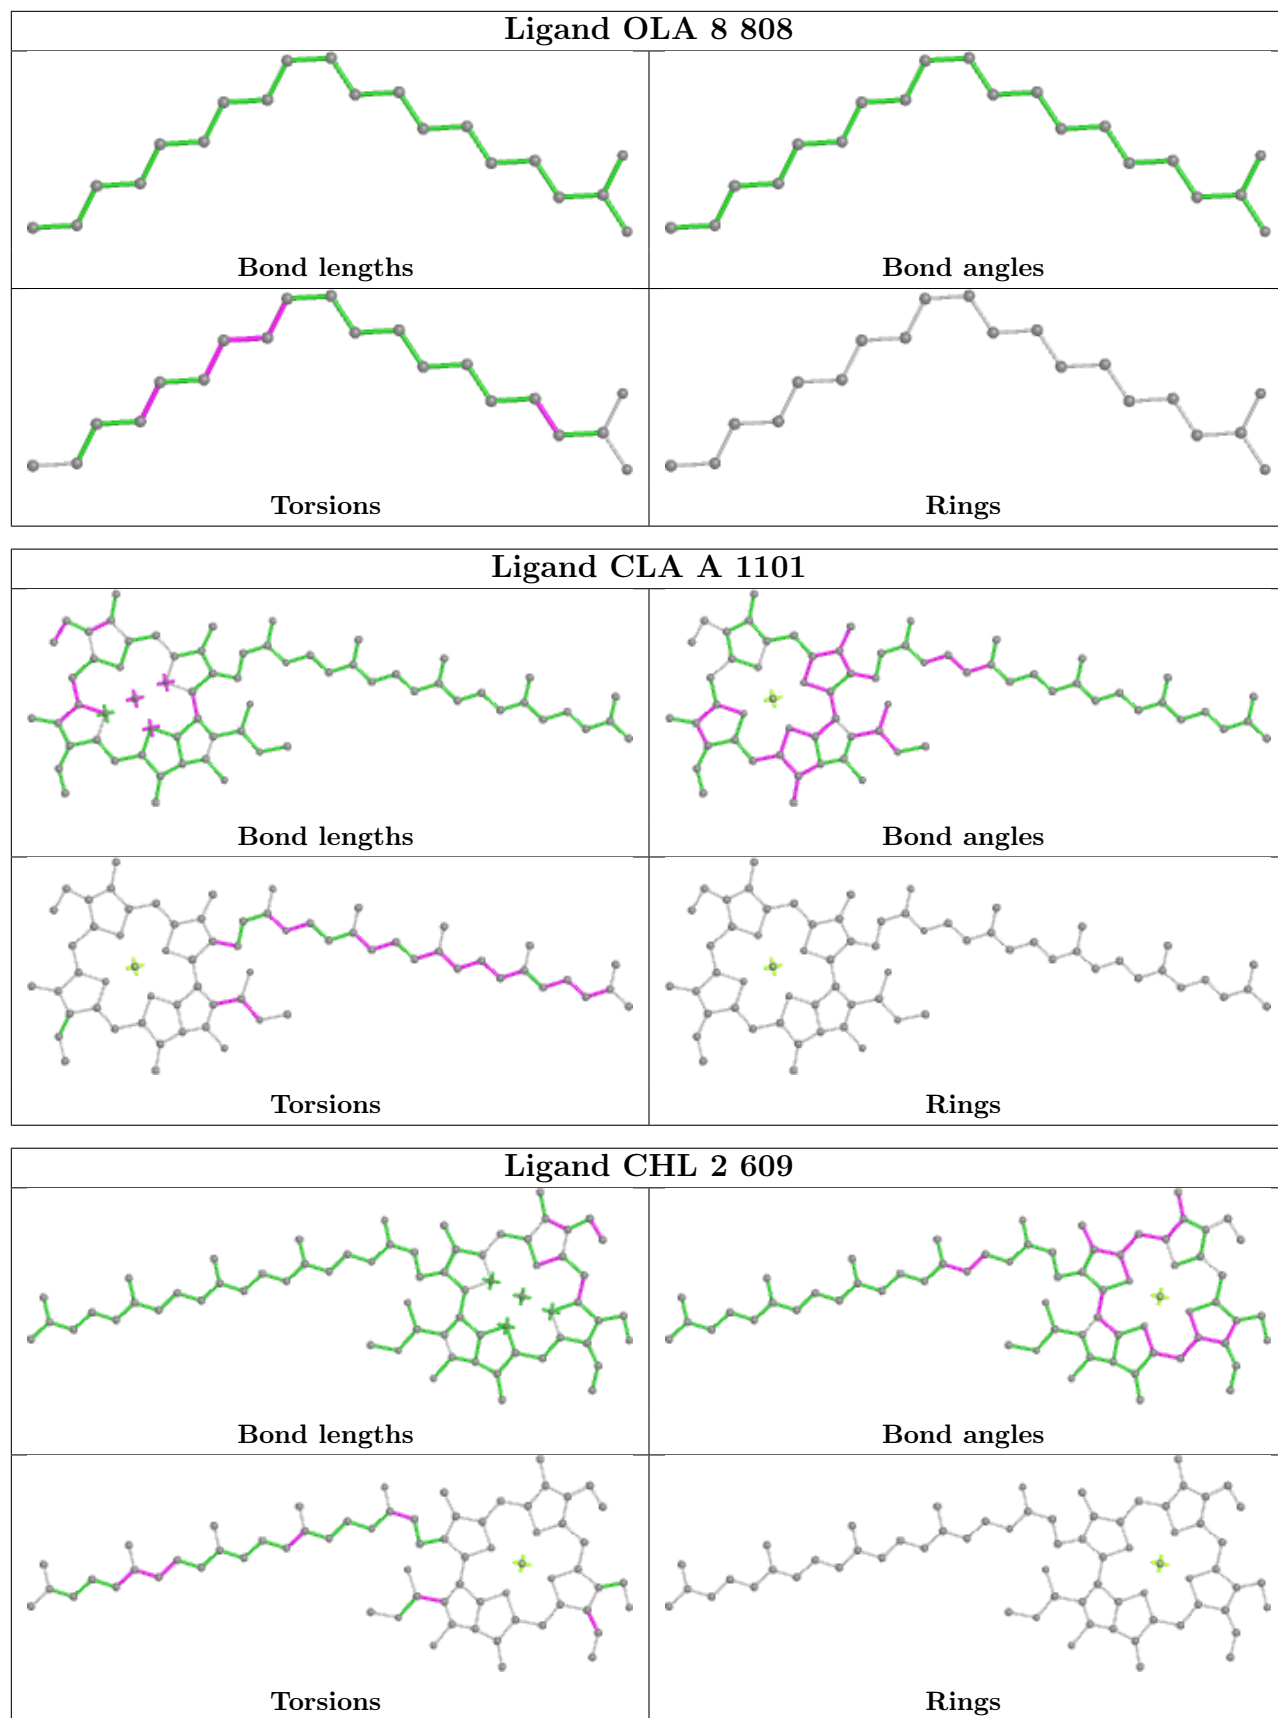 Ligand OLA 8 808
Bond lengths
Bond angles
Torsions
Rings
Ligand CLA A 1101
Bond lengths
Bond angles
Torsions
Rings
Ligand CHL 2 609
Bond lengths
Bond angles
Torsions
Rings